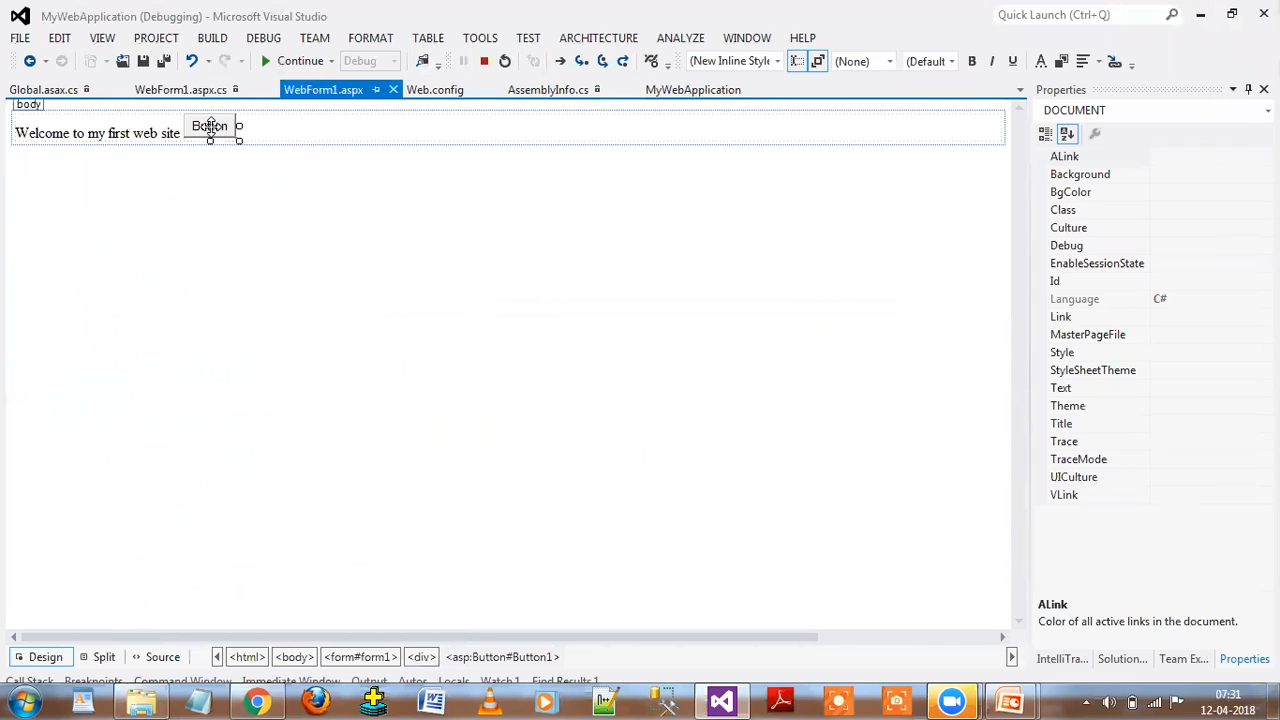 MyWebApplication (Debugging) - Microsoft Visual Studio
Quick Launch (Ctrl+Q)
FILE EDIT VIEW PROJECT BUILD DEBUG TEAM FORMAT TABLE TOOLS TEST ARCHITECTURE ANALYZE WINDOW HELP
Continue Debug (New Inline Style (None) (Default B I U
Global.asax.cs WebForm1.aspx.cs WebForm1.aspx Web.config AssemblyInfo.cs MyWebApplication
body
Welcome to my first web site Button
Properties
DOCUMENT
ALink
Background
BgColor
Class
Culture
Debug
EnableSessionState
Id
Language C#
Link
MasterPageFile
Style
StyleSheetTheme
Text
Theme
Title
Trace
TraceMode
UICulture
VLink
ALink
Color of all active links in the document.
Design Split Source <html> <body> <form#form1> <div> <asp:Button#Button1>
IntelliTra... Solution... Team Ex... Properties
Call Stack Breakpoints Command Window Immediate Window Output Autos Locals Watch 1 Find Results 1
07:31
12-04-2018